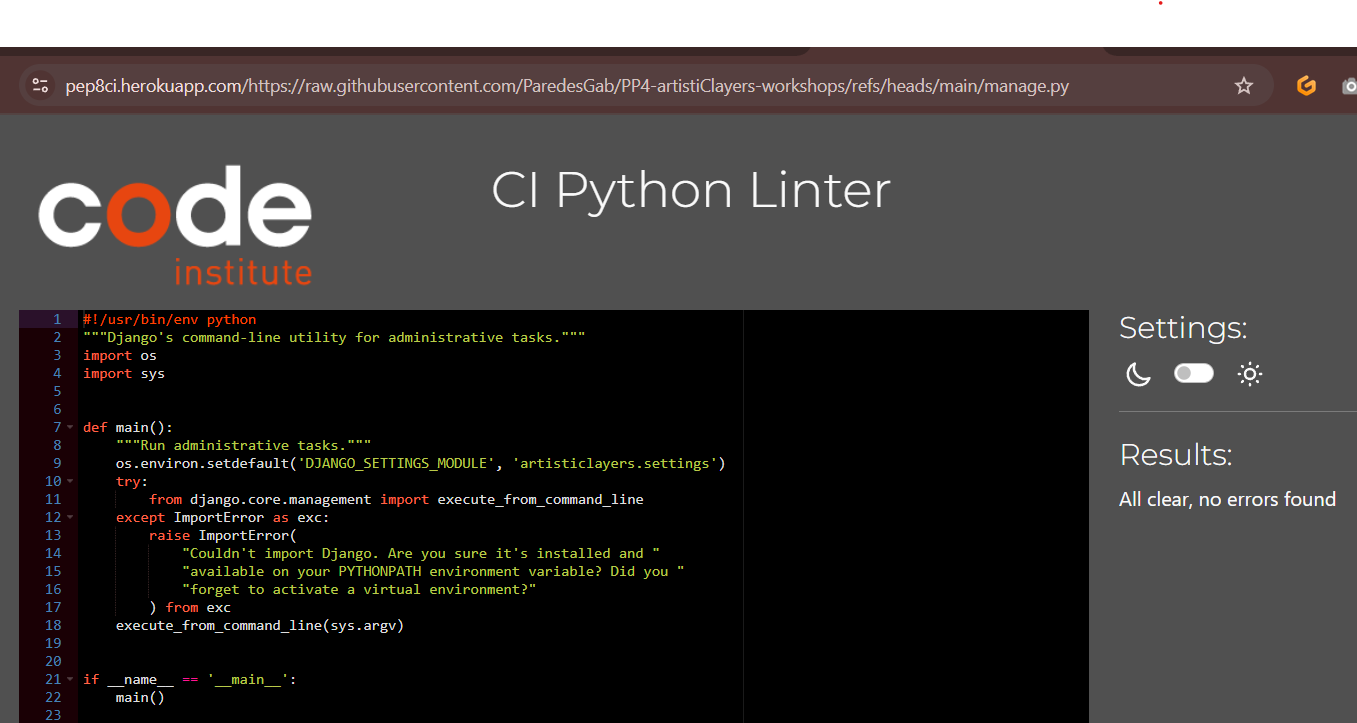 pep8ci.herokuapp.com/https://raw.githubusercontent.com/ParedesGab/PP4-artistiClayers-workshops/refs/heads/main/manage.py
code
institute
CI Python Linter
1 #!/usr/bin/env python
2 """Django's command-line utility for administrative tasks."""
3 import os
4 import sys
5
6
7 def main():
8     """Run administrative tasks."""
9     os.environ.setdefault('DJANGO_SETTINGS_MODULE', 'artisticlayers.settings')
10     try:
11         from django.core.management import execute_from_command_line
12     except ImportError as exc:
13         raise ImportError(
14             "Couldn't import Django. Are you sure it's installed and "
15             "available on your PYTHONPATH environment variable? Did you "
16             "forget to activate a virtual environment?"
17         ) from exc
18     execute_from_command_line(sys.argv)
19
20
21 if __name__ == '__main__':
22     main()
23
Settings:
Results:
All clear, no errors found